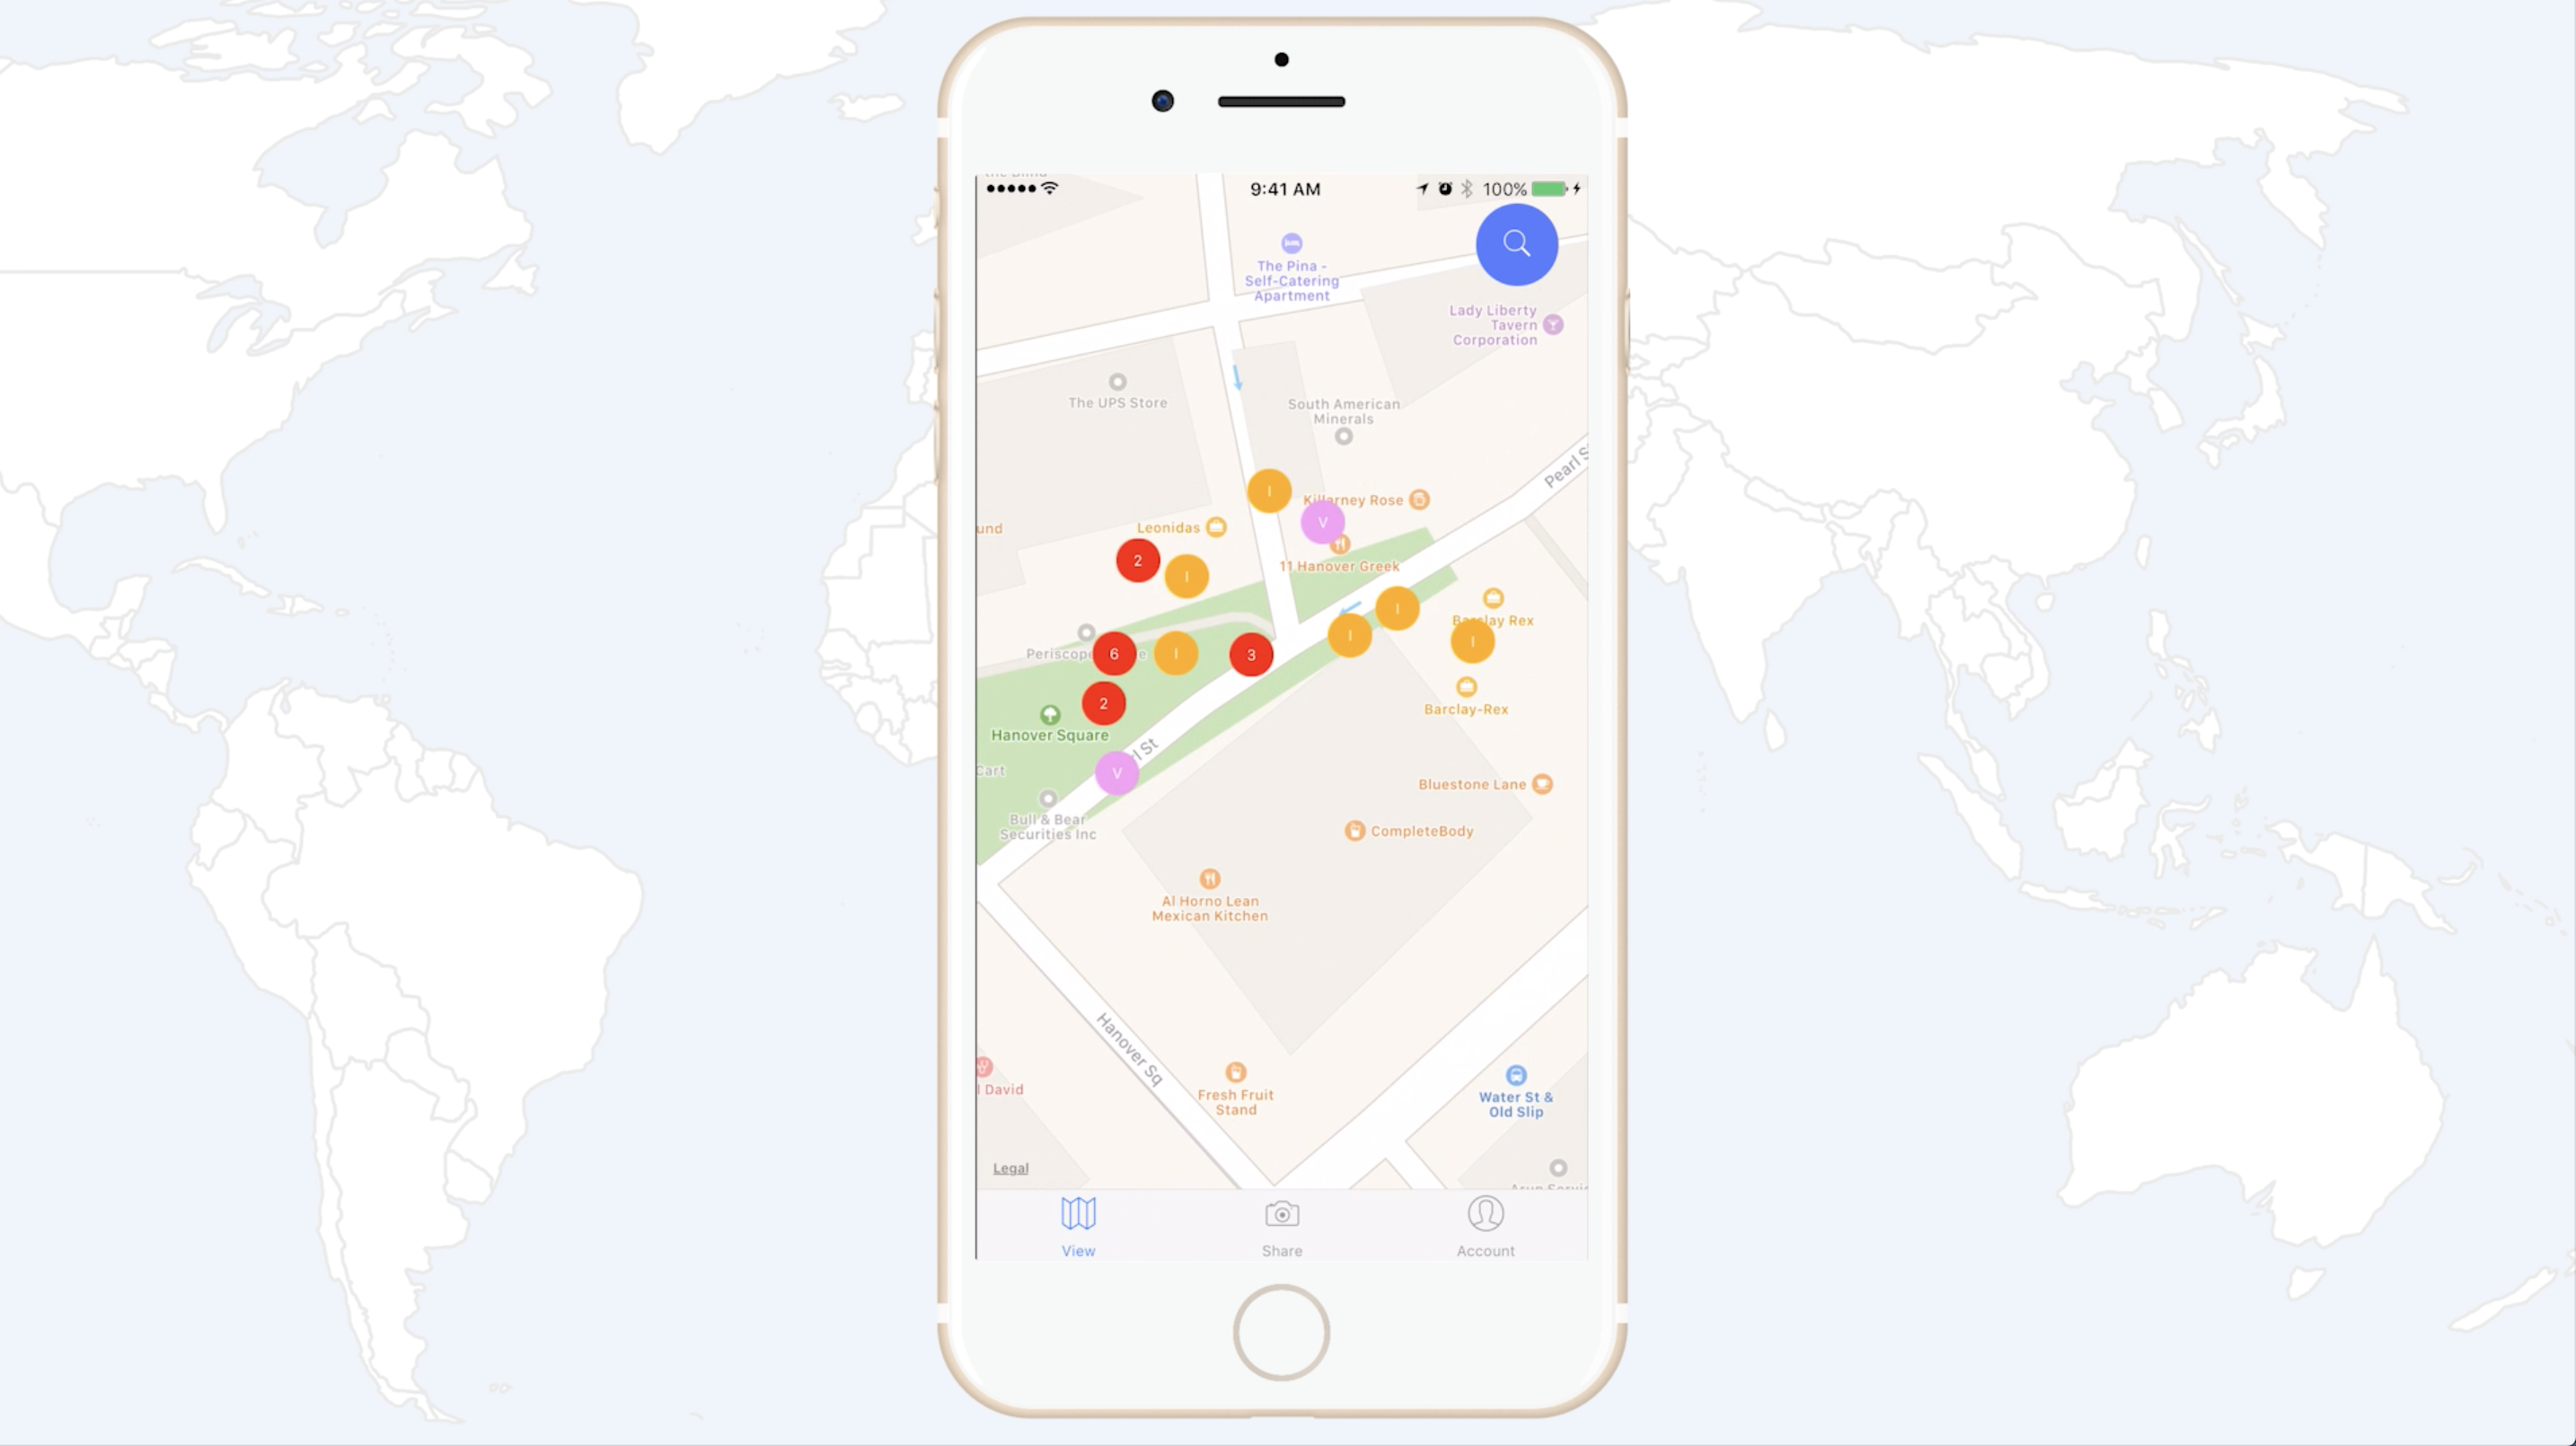 9:41 AM
100%
The Pina -
Self-Catering
Apartment
Lady Liberty
Tavern
Corporation
The UPS Store
South American
Minerals
Pearl S
I
Killarney Rose
V
und
Leonidas
2
I
11 Hanover Greek
I
Barclay Rex
I
I
Periscop
e
6
I
3
2
Barclay-Rex
Hanover Square
l St
V
Cart
Bluestone Lane
Bull & Bear
Securities Inc
CompleteBody
Al Horno Lean
Mexican Kitchen
Hanover Sq
l David
Fresh Fruit
Stand
Water St &
Old Slip
Legal
View
Share
Account